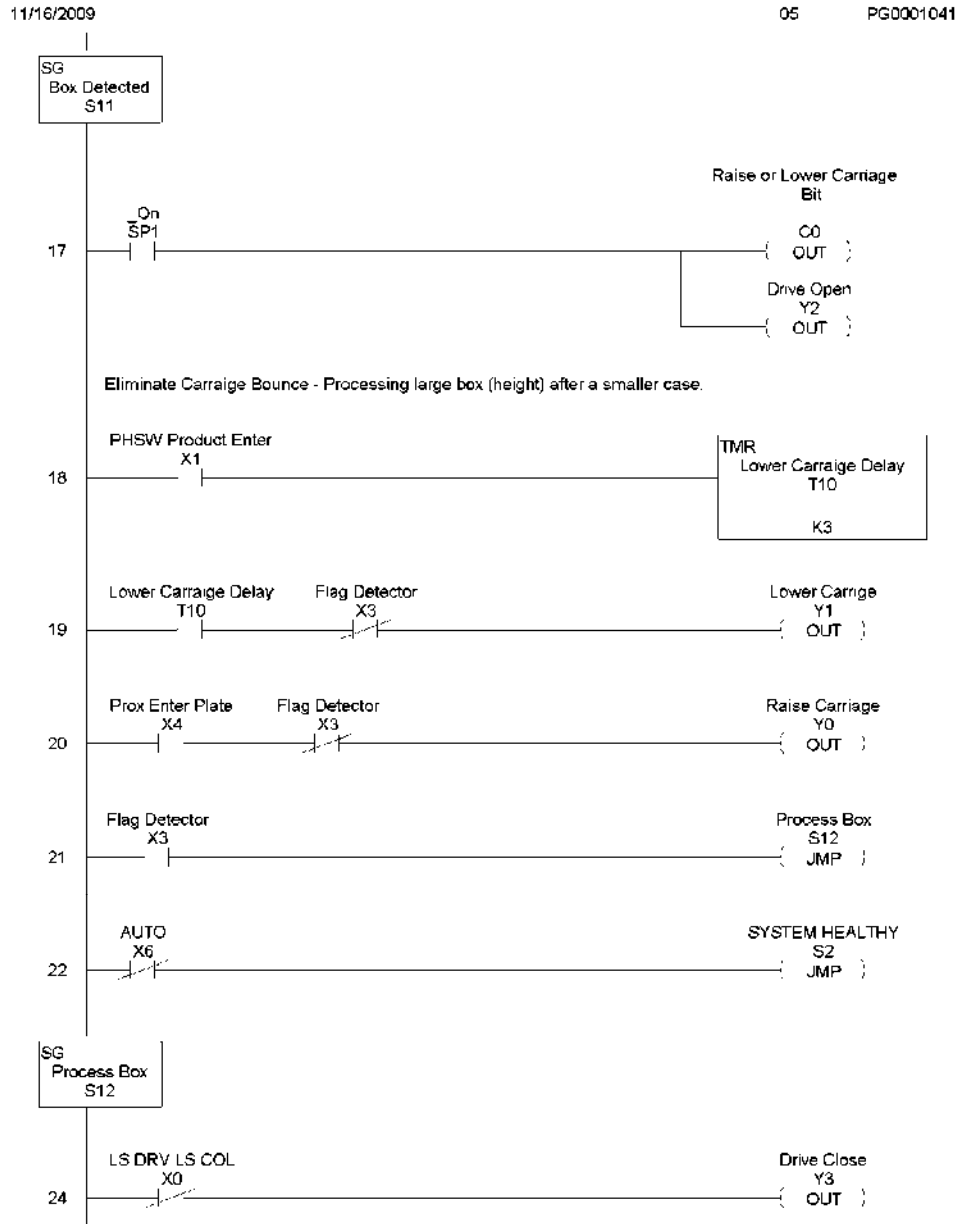 11/16/2009 05 PG0001041
SG
Box Detected
S11
Raise or Lower Carriage
Bit
_On
SP1
C0
17
OUT
Drive Open
Y2
OUT
Eliminate Carraige Bounce - Processing large box (height) after a smaller case.
PHSW Product Enter
X1
TMR
Lower Carraige Delay
18
T10
K3
Lower Carraige Delay Flag Detector Lower Carrige
T10 X3 Y1
19 OUT
Prox Enter Plate Flag Detector Raise Carriage
X4 X3 Y0
20 OUT
Flag Detector Process Box
X3 S12
21 JMP
AUTO SYSTEM HEALTHY
X6 S2
22 JMP
SG
Process Box
S12
LS DRV LS COL Drive Close
X0 Y3
24 OUT